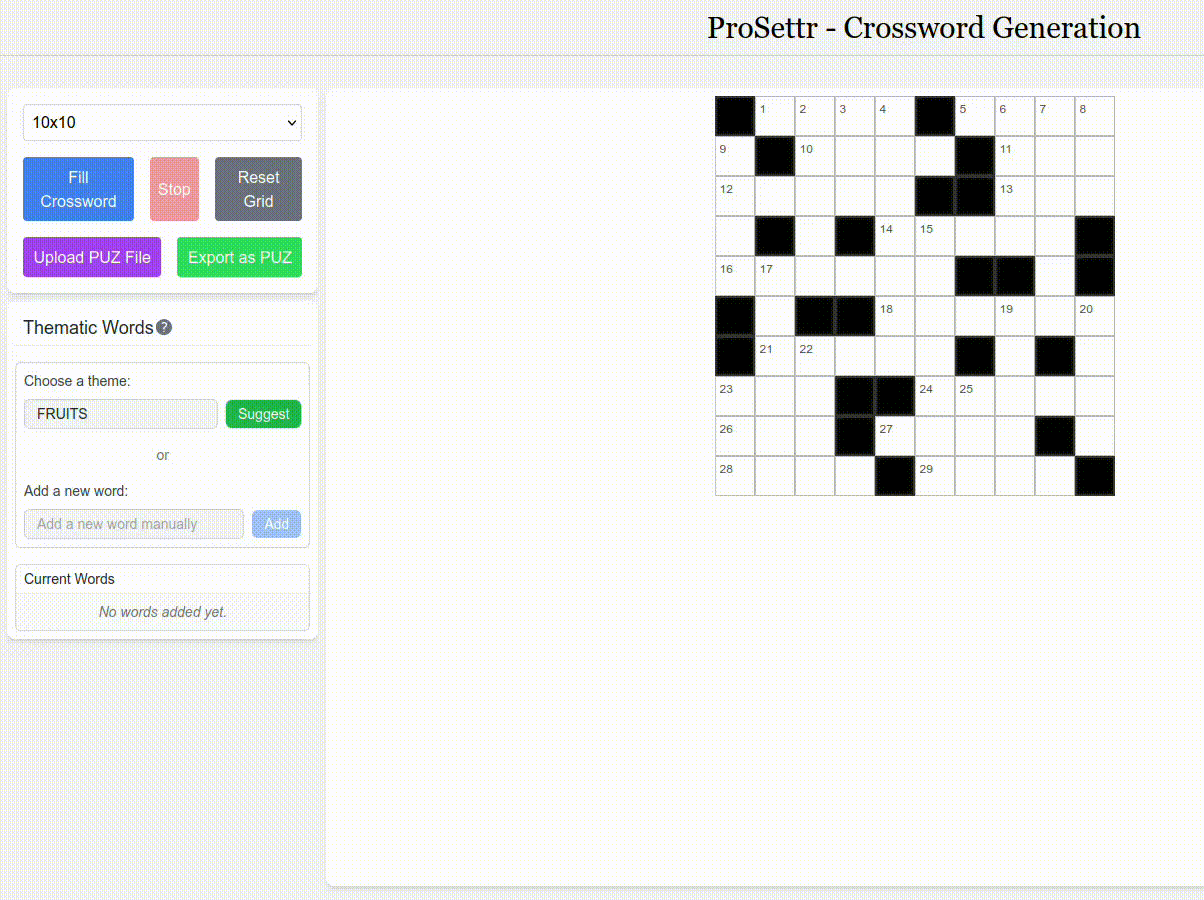 ProSettr - Crossword Generation
10x10
Fill Crossword
Stop
Reset Grid
Upload PUZ File
Export as PUZ
Thematic Words ?
Choose a theme:
FRUITS
Suggest
or
Add a new word:
Add a new word manually
Add
Current Words
No words added yet.
1 2 3 4 5 6 7 8
9 10 11
12 13
14 15
16 17
18 19 20
21 22
23 24 25
26 27
28 29